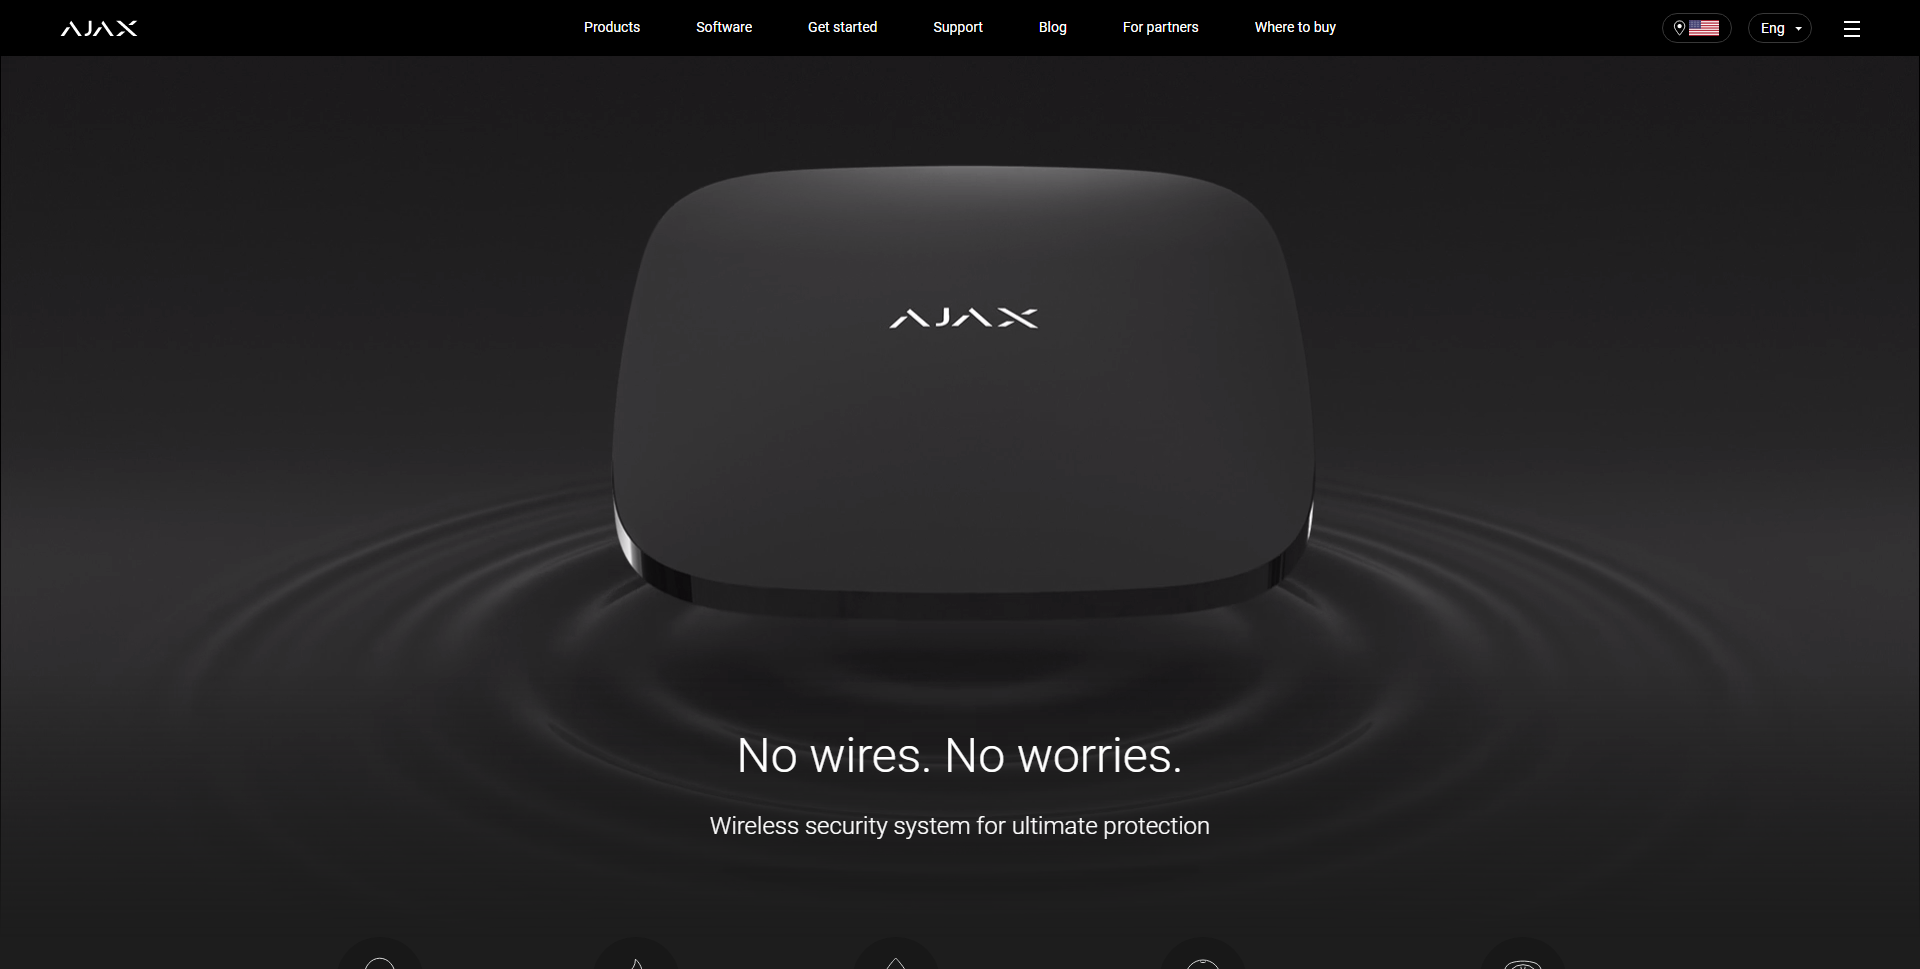 AJAX
Products
Software
Get started
Support
Blog
For partners
Where to buy
Eng
AJAX
No wires. No worries.
Wireless security system for ultimate protection